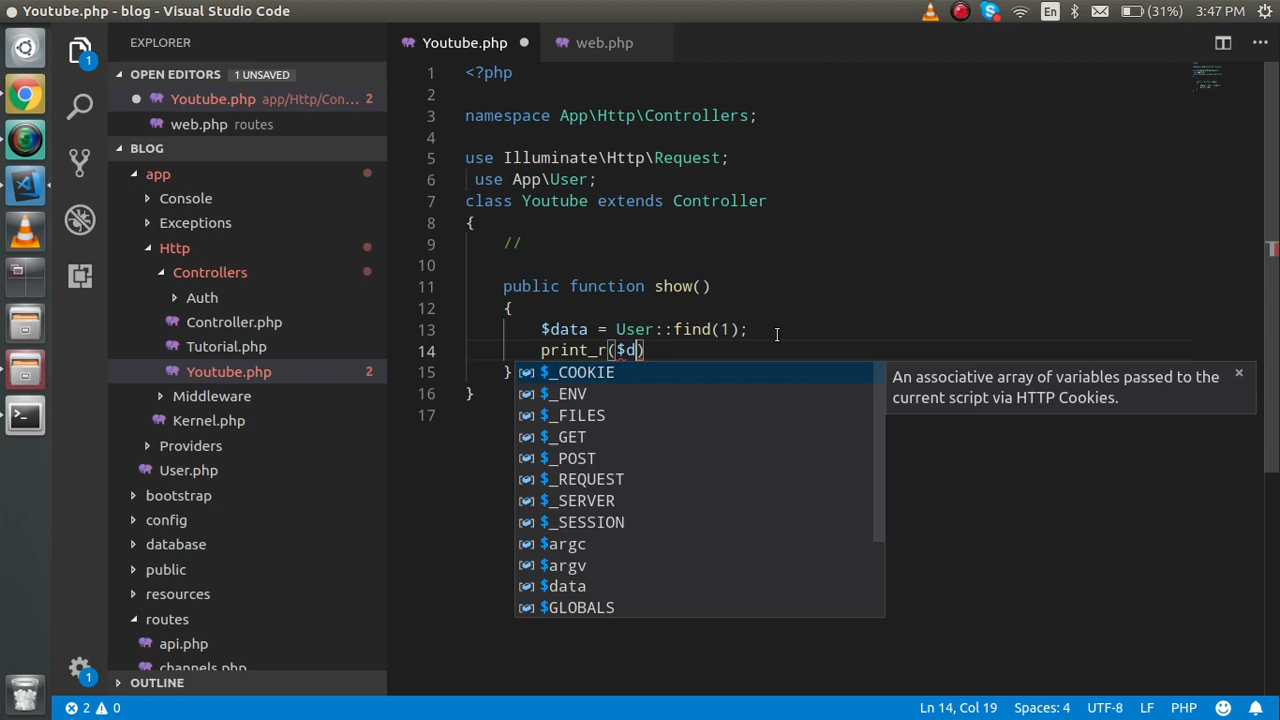 Youtube.php - blog - Visual Studio Code
En (31%) 3:47 PM
EXPLORER
OPEN EDITORS 1 UNSAVED
Youtube.php app/Http/Con... 2
web.php routes
BLOG
app
Console
Exceptions
Http
Controllers
Auth
Controller.php
Tutorial.php
Youtube.php 2
Middleware
Kernel.php
Providers
User.php
bootstrap
config
database
public
resources
routes
api.php
channels.php
OUTLINE
1
1
Youtube.php web.php
1 <?php
2
3 namespace App\Http\Controllers;
4
5 use Illuminate\Http\Request;
6 use App\User;
7 class Youtube extends Controller
8 {
9 //
10
11 public function show()
12 {
13 $data = User::find(1);
14 print_r($d)
15 }
16 }
17
$_COOKIE
$_ENV
$_FILES
$_GET
$_POST
$_REQUEST
$_SERVER
$_SESSION
$argc
$argv
$data
$GLOBALS
An associative array of variables passed to the
current script via HTTP Cookies.
2 0 Ln 14, Col 19 Spaces: 4 UTF-8 LF PHP